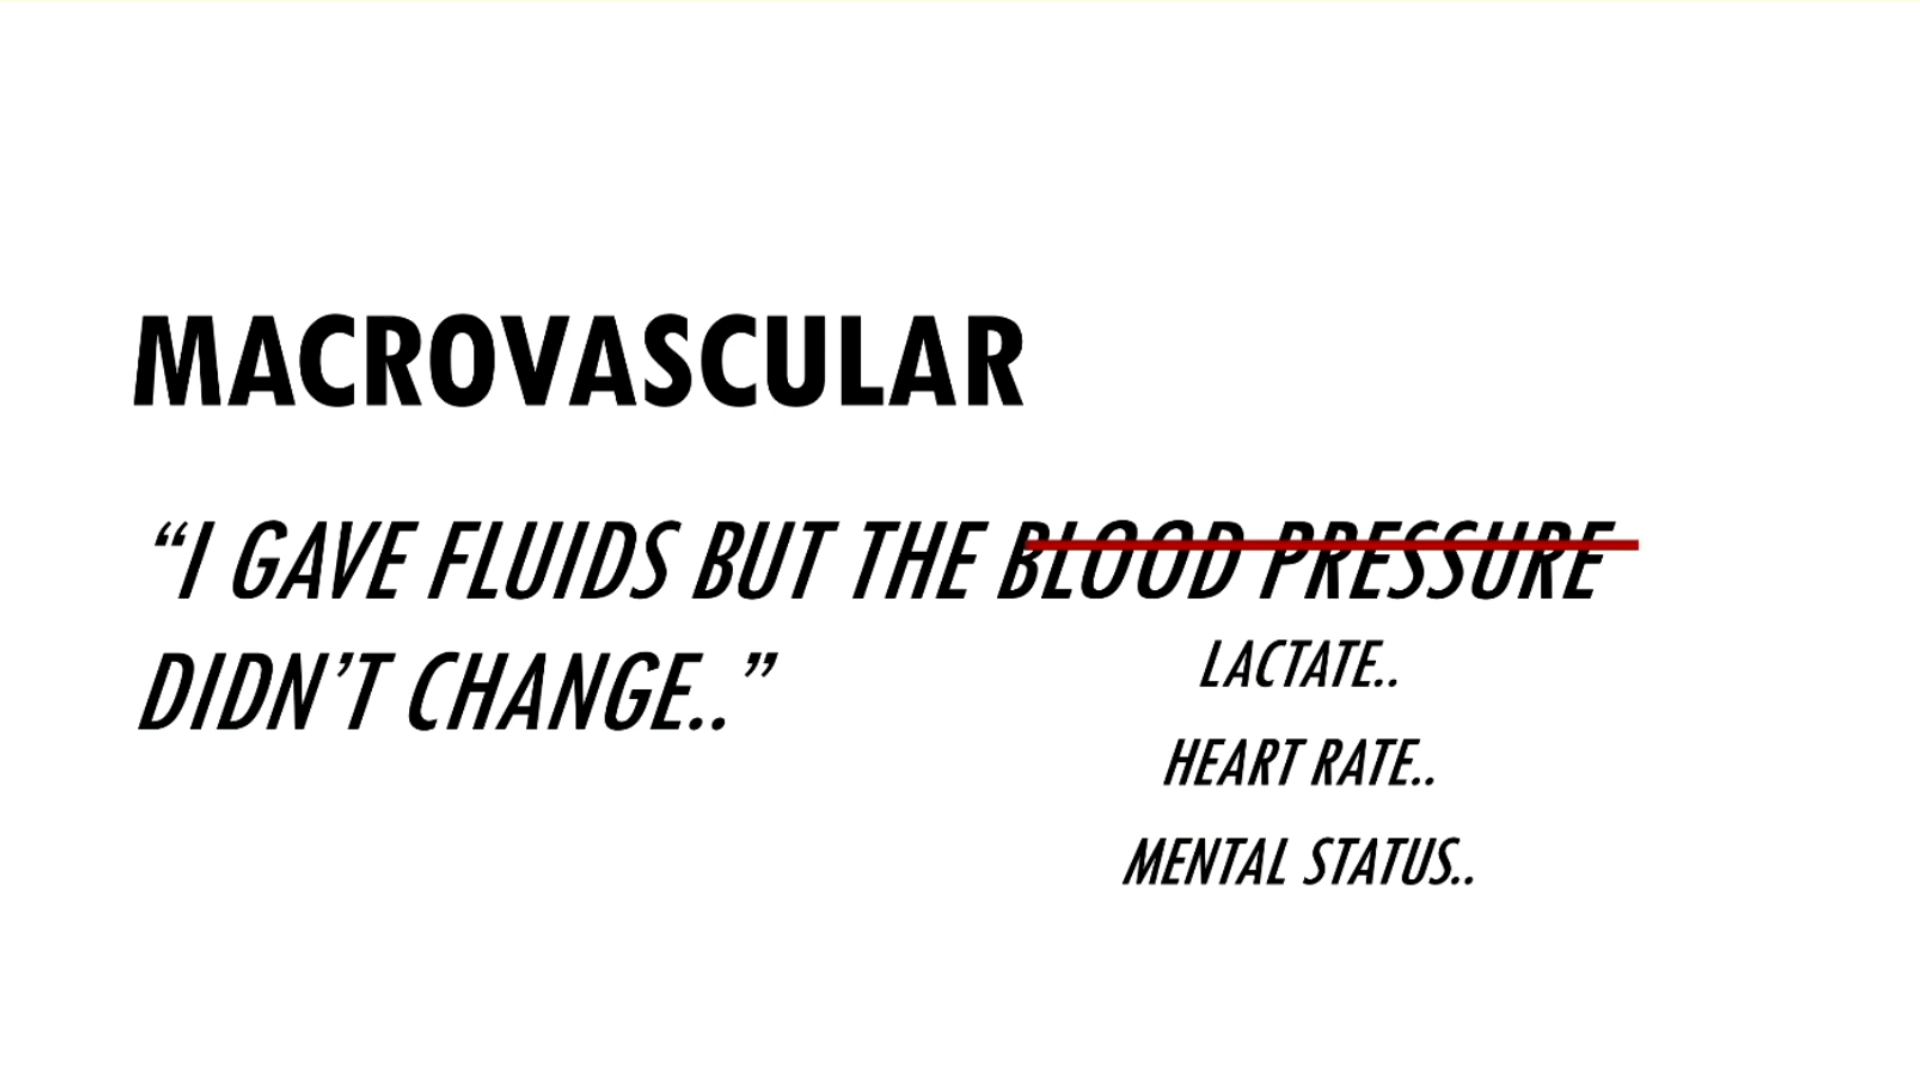 MACROVASCULAR
“I GAVE FLUIDS BUT THE BLOOD PRESSURE
DIDN’T CHANGE..”
LACTATE..
HEART RATE..
MENTAL STATUS..